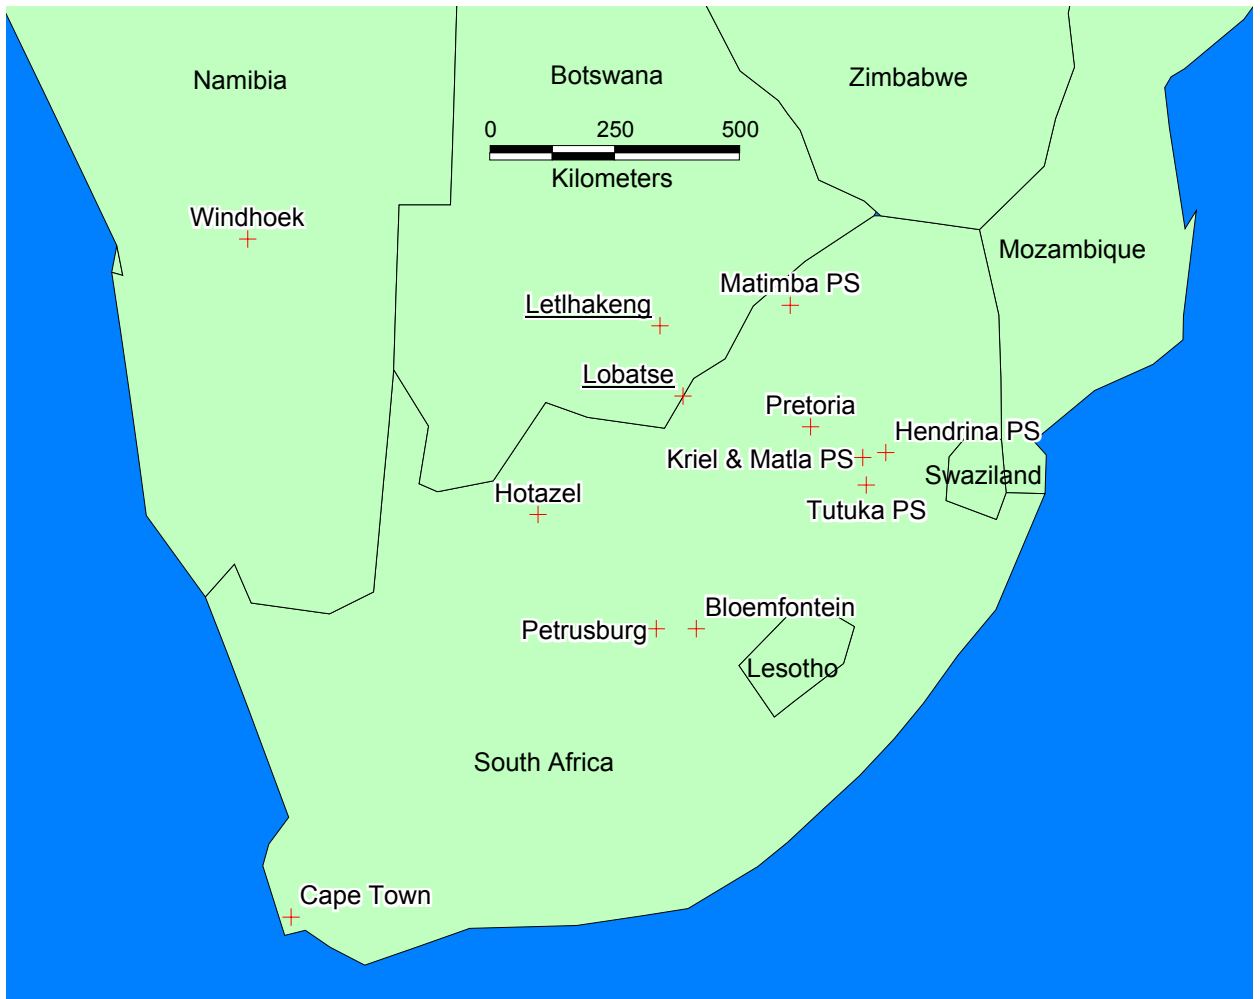 Namibia
Botswana
Zimbabwe
0 250 500
Kilometers
Windhoek
Mozambique
Matimba PS
Letlhakeng
Lobatse
Pretoria
Hendrina PS
Kriel & Matla PS
Swaziland
Hotazel
Tutuka PS
Bloemfontein
Petrusburg
Lesotho
South Africa
Cape Town